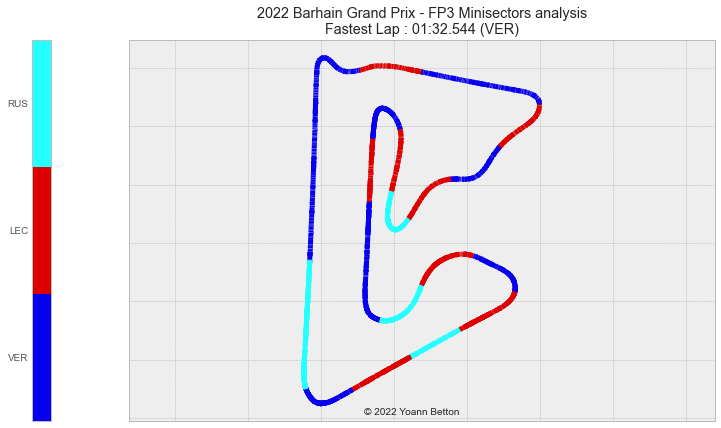 2022 Barhain Grand Prix - FP3 Minisectors analysis
Fastest Lap : 01:32.544 (VER)
RUS
LEC
VER
© 2022 Yoann Betton